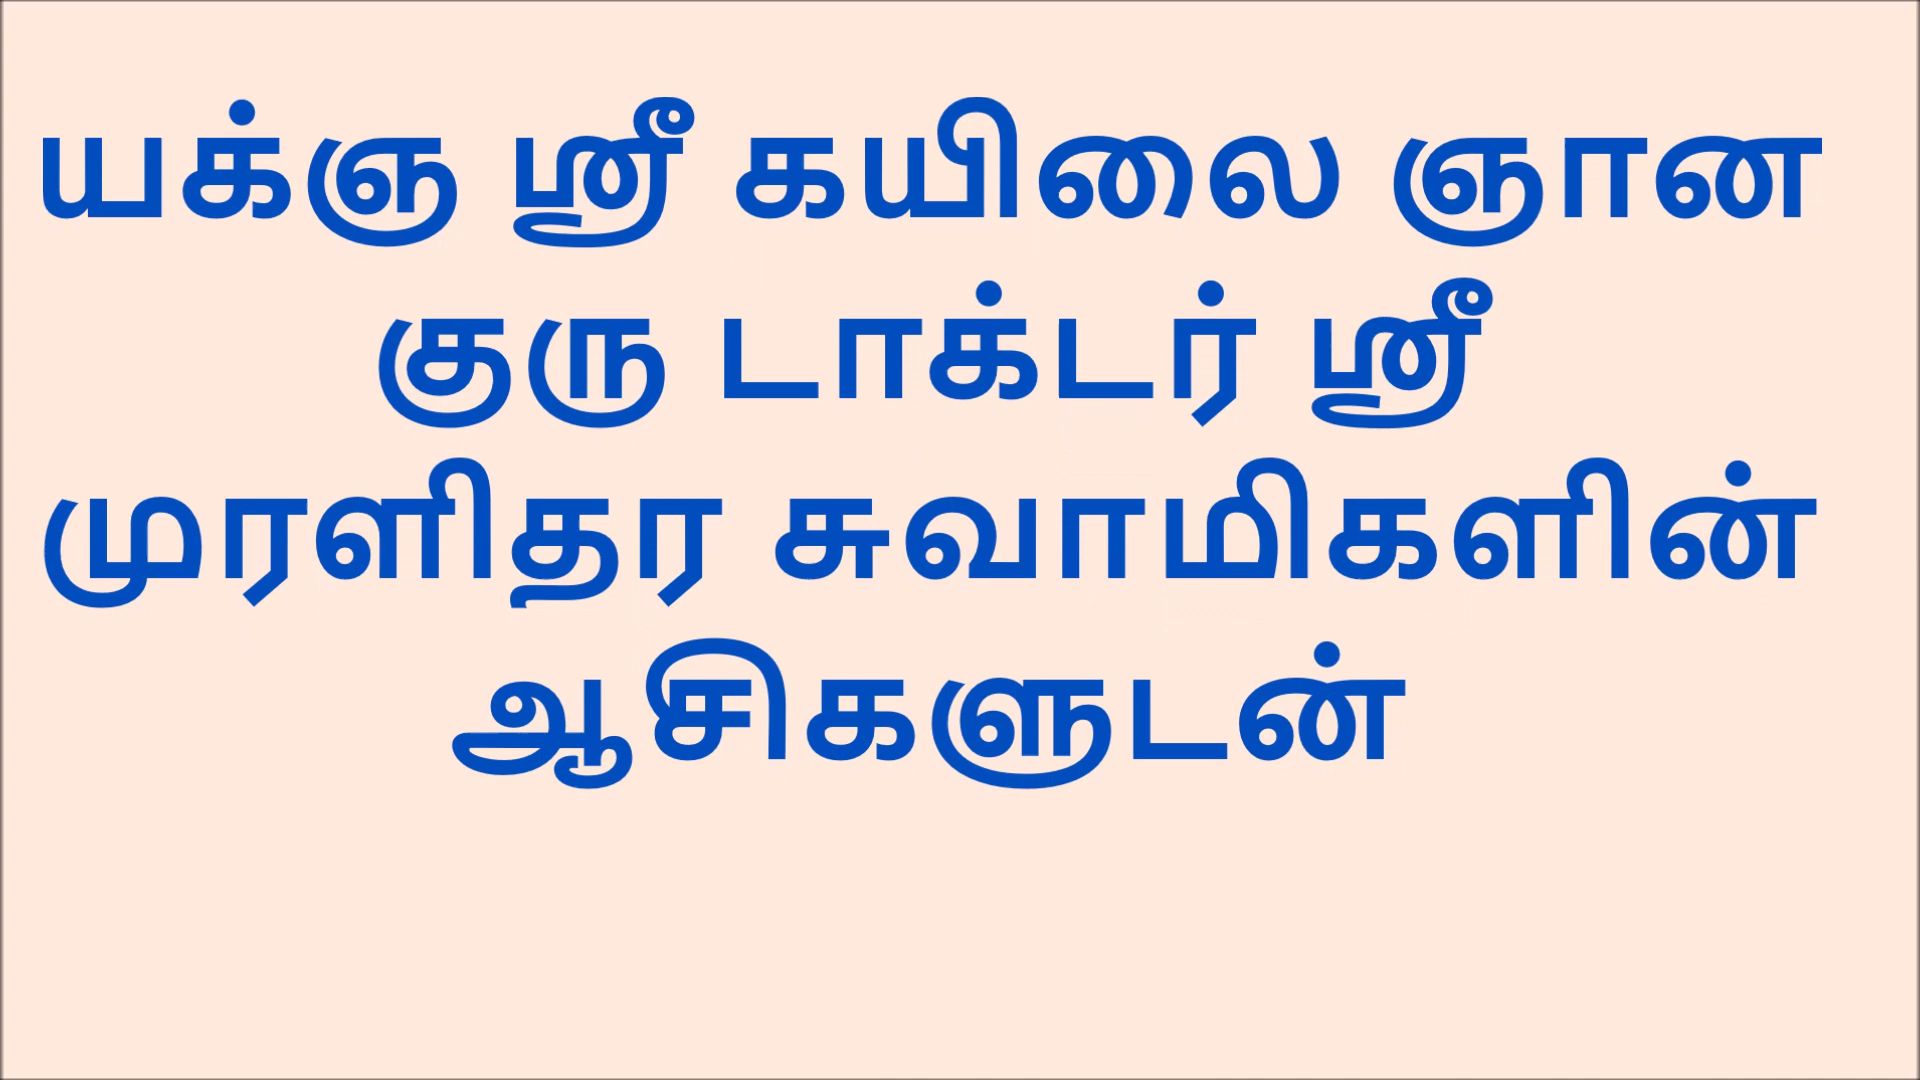 யக்ஞ ஸ்ரீ கயிலை ஞான
குரு டாக்டர் ஸ்ரீ
முரளிதர சுவாமிகளின்
ஆசிகளுடன்